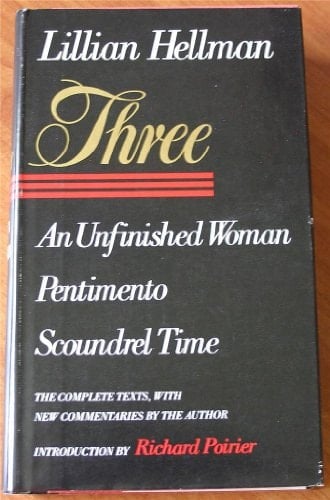 Lillian Hellman
Three
An Unfinished Woman
Pentimento
Scoundrel Time
THE COMPLETE TEXTS, WITH
NEW COMMENTARIES BY THE AUTHOR
INTRODUCTION BY Richard Poirier